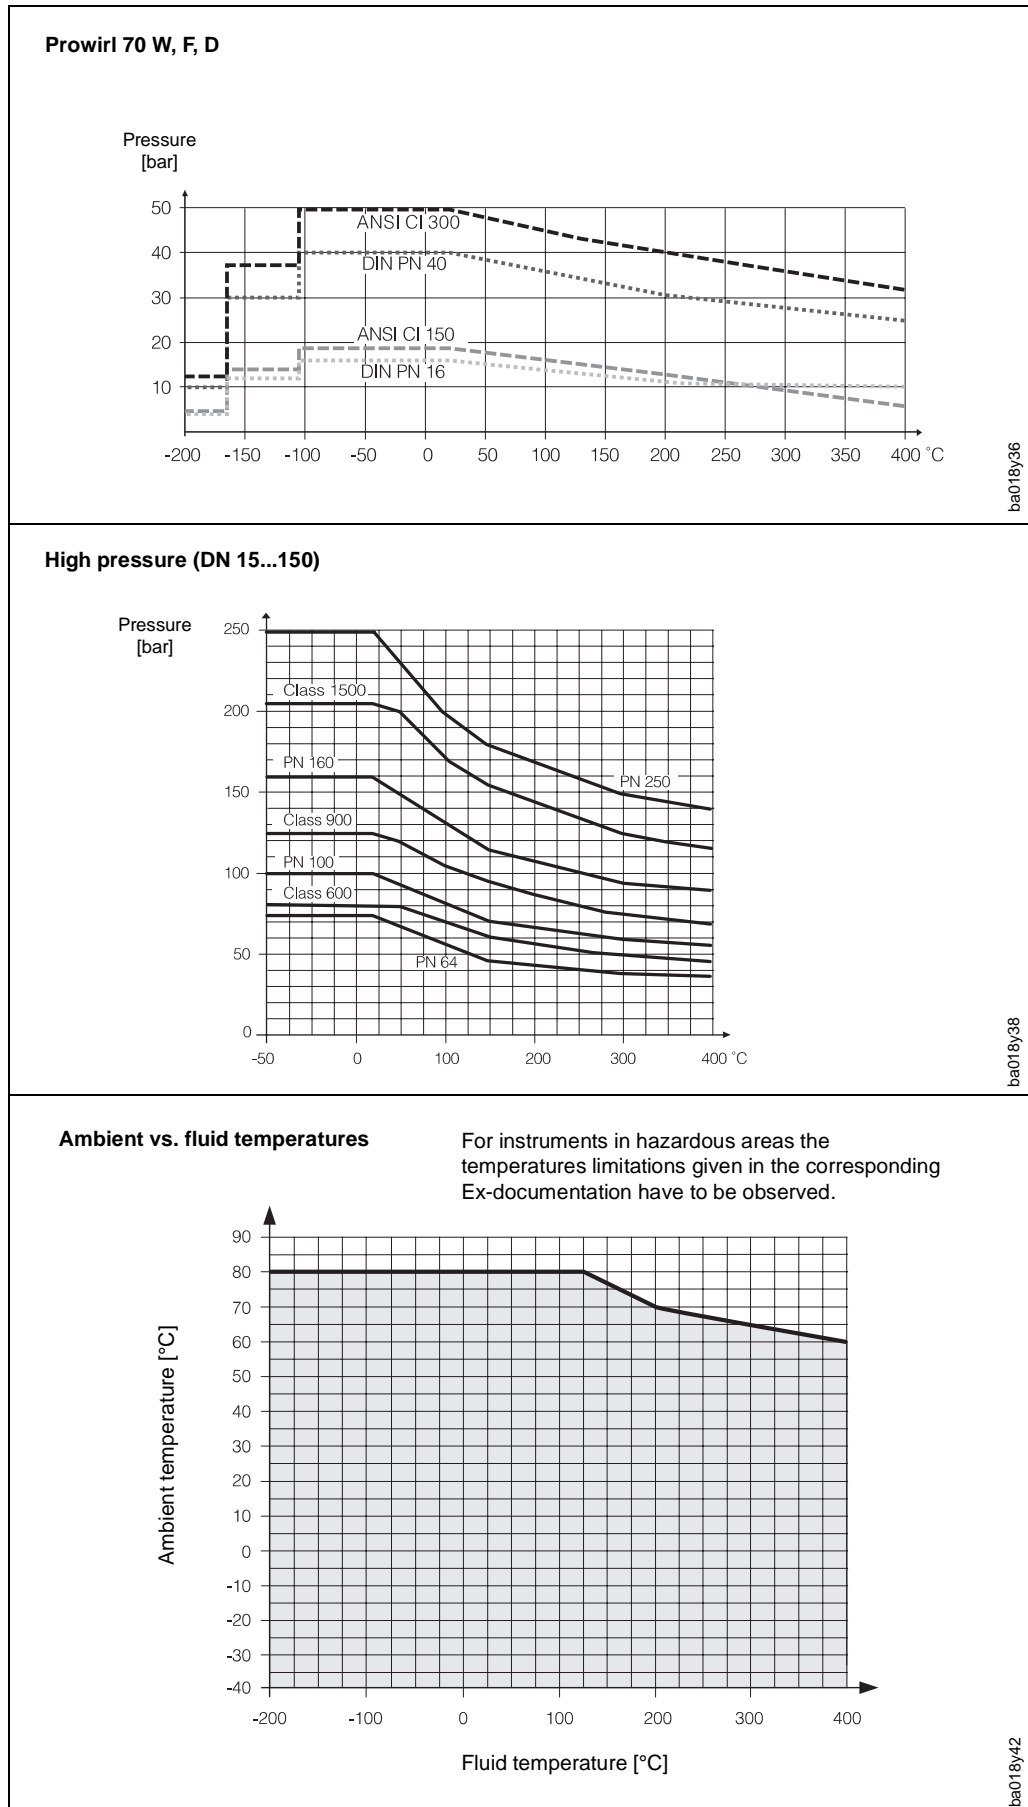 Prowirl 70 W, F, D
Pressure
[bar]
50
40
30
20
10
ANSI Cl 300
DIN PN 40
ANSI Cl 150
DIN PN 16
-200 -150 -100 -50 0 50 100 150 200 250 300 350 400 °C
ba018y36
High pressure (DN 15...150)
Pressure
[bar]
250
200
150
100
50
0
Class 1500
PN 160
PN 250
Class 900
PN 100
Class 600
PN 64
-50 0 100 200 300 400 °C
ba018y38
Ambient vs. fluid temperatures
For instruments in hazardous areas the
temperatures limitations given in the corresponding
Ex-documentation have to be observed.
Ambient temperature [°C]
90
80
70
60
50
40
30
20
10
0
-10
-20
-30
-40
-200 -100 0 100 200 300 400
Fluid temperature [°C]
ba018y42